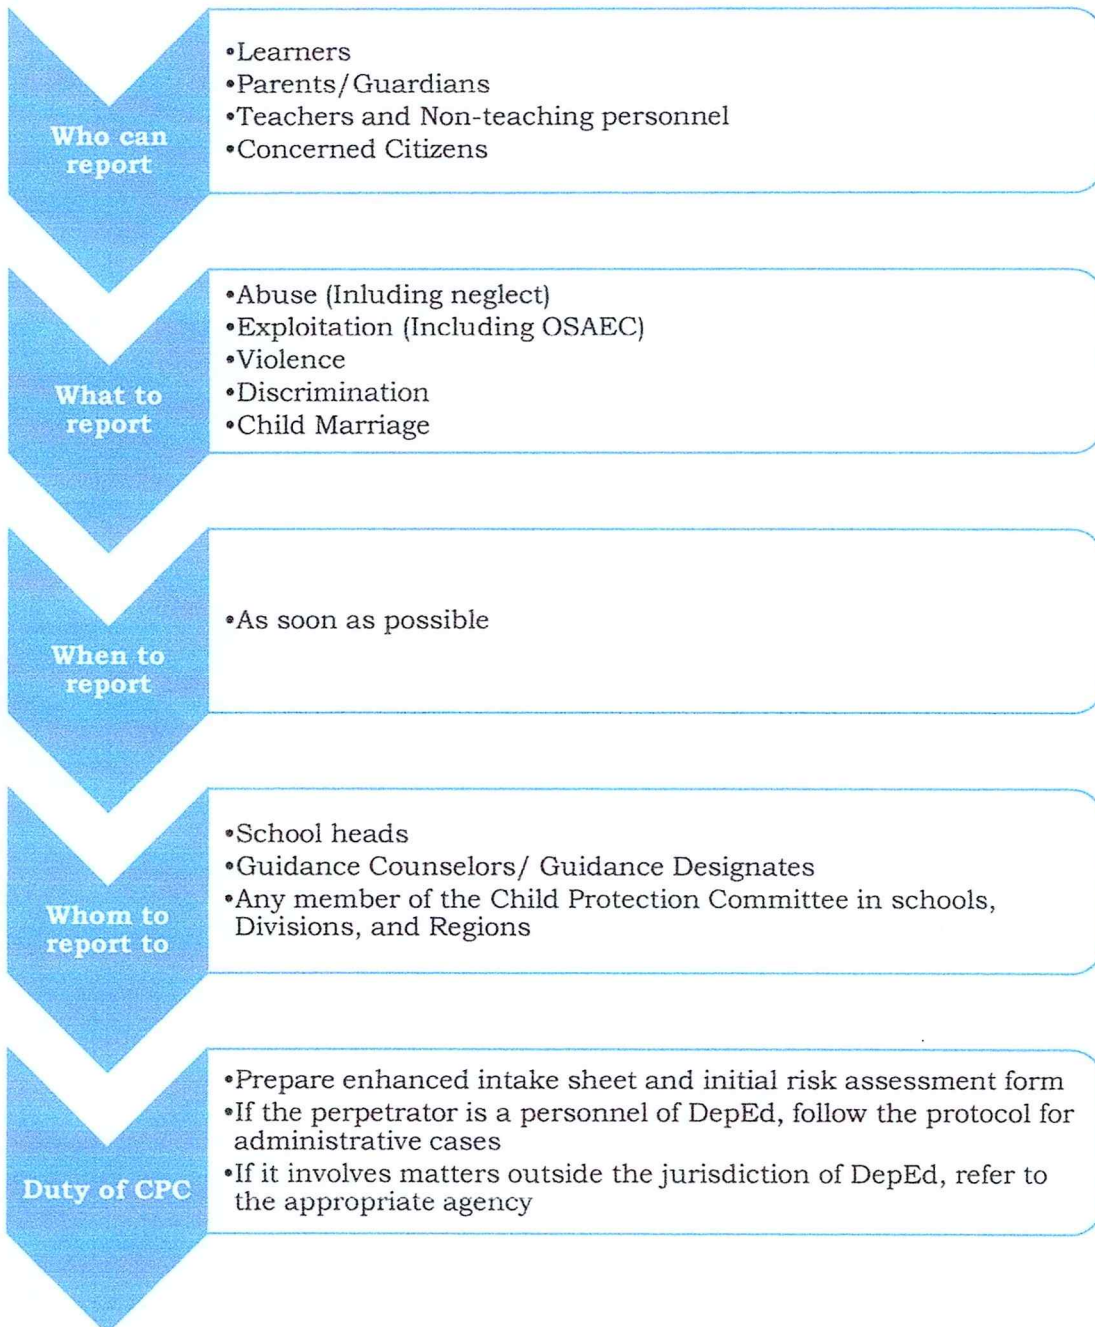 Who can
report
•Learners
•Parents/Guardians
•Teachers and Non-teaching personnel
•Concerned Citizens
What to
report
•Abuse (Inluding neglect)
•Exploitation (Including OSAEC)
•Violence
•Discrimination
•Child Marriage
When to
report
•As soon as possible
Whom to
report to
•School heads
•Guidance Counselors/ Guidance Designates
•Any member of the Child Protection Committee in schools,
Divisions, and Regions
Duty of CPC
•Prepare enhanced intake sheet and initial risk assessment form
•If the perpetrator is a personnel of DepEd, follow the protocol for
administrative cases
•If it involves matters outside the jurisdiction of DepEd, refer to
the appropriate agency